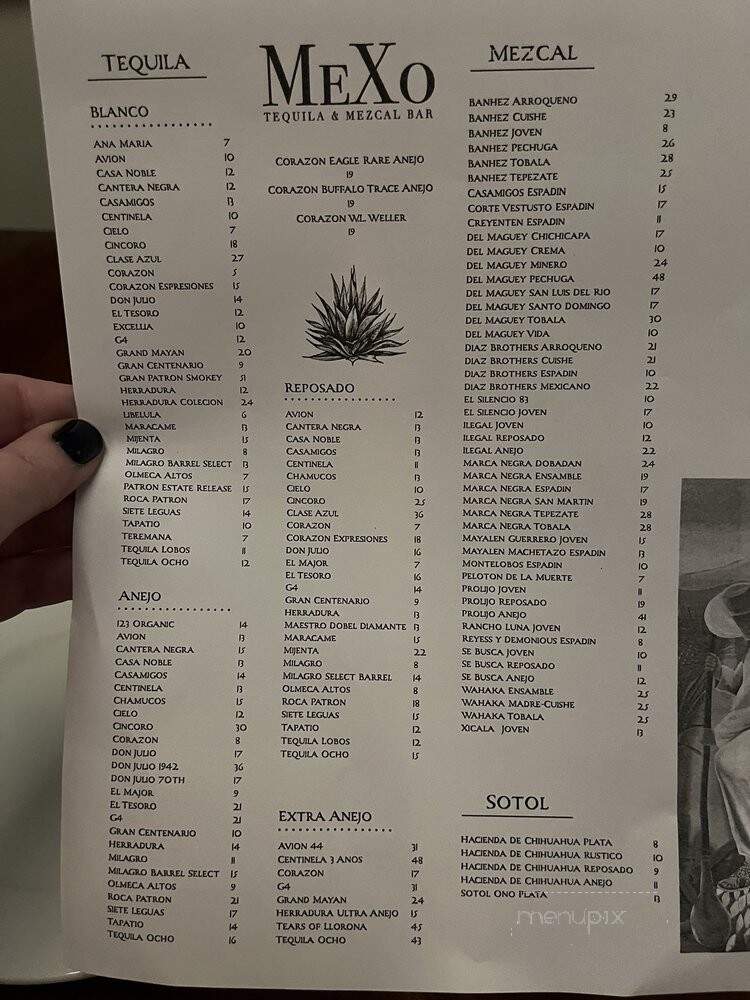 MeXo
TEQUILA & MEZCAL BAR
TEQUILA
BLANCO
ANA MARIA 7
AVION 10
CASA NOBLE 12
CANTERA NEGRA 12
CASAMIGOS 13
CENTINELA 10
CIELO 7
CINCORO 18
CLASE AZUL 27
CORAZON 5
CORAZON ESPRESIONES 15
DON JULIO 14
EL TESORO 12
EXCELLIA 10
G4 12
GRAND MAYAN 20
GRAN CENTENARIO 9
GRAN PATRON SMOKEY 51
HERRADURA 12
HERRADURA COLECION 24
LIBELULA 6
MARACAME 13
MIJENTA 15
MILAGRO 8
MILAGRO BARREL SELECT 13
OLMECA ALTOS 7
PATRON ESTATE RELEASE 15
ROCA PATRON 17
SIETE LEGUAS 14
TAPATIO 10
TEREMANA 7
TEQUILA LOBOS 11
TEQUILA OCHO 12
ANEJO
123 ORGANIC 14
AVION 13
CANTERA NEGRA 15
CASA NOBLE 13
CASAMIGOS 14
CENTINELA 13
CHAMUCOS 15
CIELO 12
CINCORO 30
CORAZON 8
DON JULIO 17
DON JULIO 1942 36
DON JULIO 70TH 17
EL MAJOR 9
EL TESORO 21
G4 21
GRAN CENTENARIO 10
HERRADURA 14
MILAGRO 11
MILAGRO BARREL SELECT 15
OLMECA ALTOS 9
ROCA PATRON 21
SIETE LEGUAS 17
TAPATIO 14
TEQUILA OCHO 16
CORAZON EAGLE RARE ANEJO
19
CORAZON BUFFALO TRACE ANEJO
19
CORAZON WL WELLER
19
REPOSADO
AVION 12
CANTERA NEGRA 13
CASA NOBLE 13
CASAMIGOS 13
CENTINELA 11
CHAMUCOS 13
CIELO 10
CINCORO 25
CLASE AZUL 36
CORAZON 7
CORAZON EXPRESIONES 18
DON JULIO 16
EL MAJOR 7
EL TESORO 16
G4 14
GRAN CENTENARIO 9
HERRADURA 13
MAESTRO DOBEL DIAMANTE 13
MARACAME 15
MIJENTA 22
MILAGRO 8
MILAGRO SELECT BARREL 14
OLMECA ALTOS 8
ROCA PATRON 18
SIETE LEGUAS 15
TAPATIO 12
TEQUILA LOBOS 12
TEQUILA OCHO 15
EXTRA ANEJO
AVION 44 31
CENTINELA 3 ANOS 48
CORAZON 17
G4 31
GRAND MAYAN 24
HERRADURA ULTRA ANEJO 15
TEARS OF LLORONA 45
TEQUILA OCHO 43
MEZCAL
BANHEZ ARROQUENO 29
BANHEZ CUISHE 23
BANHEZ JOVEN 8
BANHEZ PECHUGA 26
BANHEZ TOBALA 28
BANHEZ TEPEZATE 25
CASAMIGOS ESPADIN 15
CORTE VESTUSTO ESPADIN 17
CREYENTEN ESPADIN 11
DEL MAGUEY CHICHICAPA 17
DEL MAGUEY CREMA 10
DEL MAGUEY MINERO 24
DEL MAGUEY PECHUGA 48
DEL MAGUEY SAN LUIS DEL RIO 17
DEL MAGUEY SANTO DOMINGO 17
DEL MAGUEY TOBALA 30
DEL MAGUEY VIDA 10
DIAZ BROTHERS ARROQUENO 21
DIAZ BROTHERS CUISHE 21
DIAZ BROTHERS ESPADIN 10
DIAZ BROTHERS MEXICANO 22
EL SILENCIO 83 10
EL SILENCIO JOVEN 17
ILEGAL JOVEN 10
ILEGAL REPOSADO 12
ILEGAL ANEJO 22
MARCA NEGRA DOBADAN 24
MARCA NEGRA ENSAMBLE 19
MARCA NEGRA ESPADIN 17
MARCA NEGRA SAN MARTIN 19
MARCA NEGRA TEPEZATE 28
MARCA NEGRA TOBALA 28
MAYALEN GUERRERO JOVEN 15
MAYALEN MACHETAZO ESPADIN 13
MONTELOBOS ESPADIN 10
PELOTON DE LA MUERTE 7
PROLIJO JOVEN 11
PROLIJO REPOSADO 19
PROLIJO ANEJO 41
RANCHO LUNA JOVEN 12
REYESS Y DEMONIOUS ESPADIN 8
SE BUSCA JOVEN 10
SE BUSCA REPOSADO 11
SE BUSCA ANEJO 12
WAHAKA ENSAMBLE 25
WAHAKA MADRE-CUISHE 25
WAHAKA TOBALA 25
XICALA JOVEN 13
SOTOL
HACIENDA DE CHIHUAHUA PLATA 8
HACIENDA DE CHIHUAHUA RUSTICO 10
HACIENDA DE CHIHUAHUA REPOSADO 9
HACIENDA DE CHIHUAHUA ANEJO 11
SOTOL ONO PLATA 13
menupix